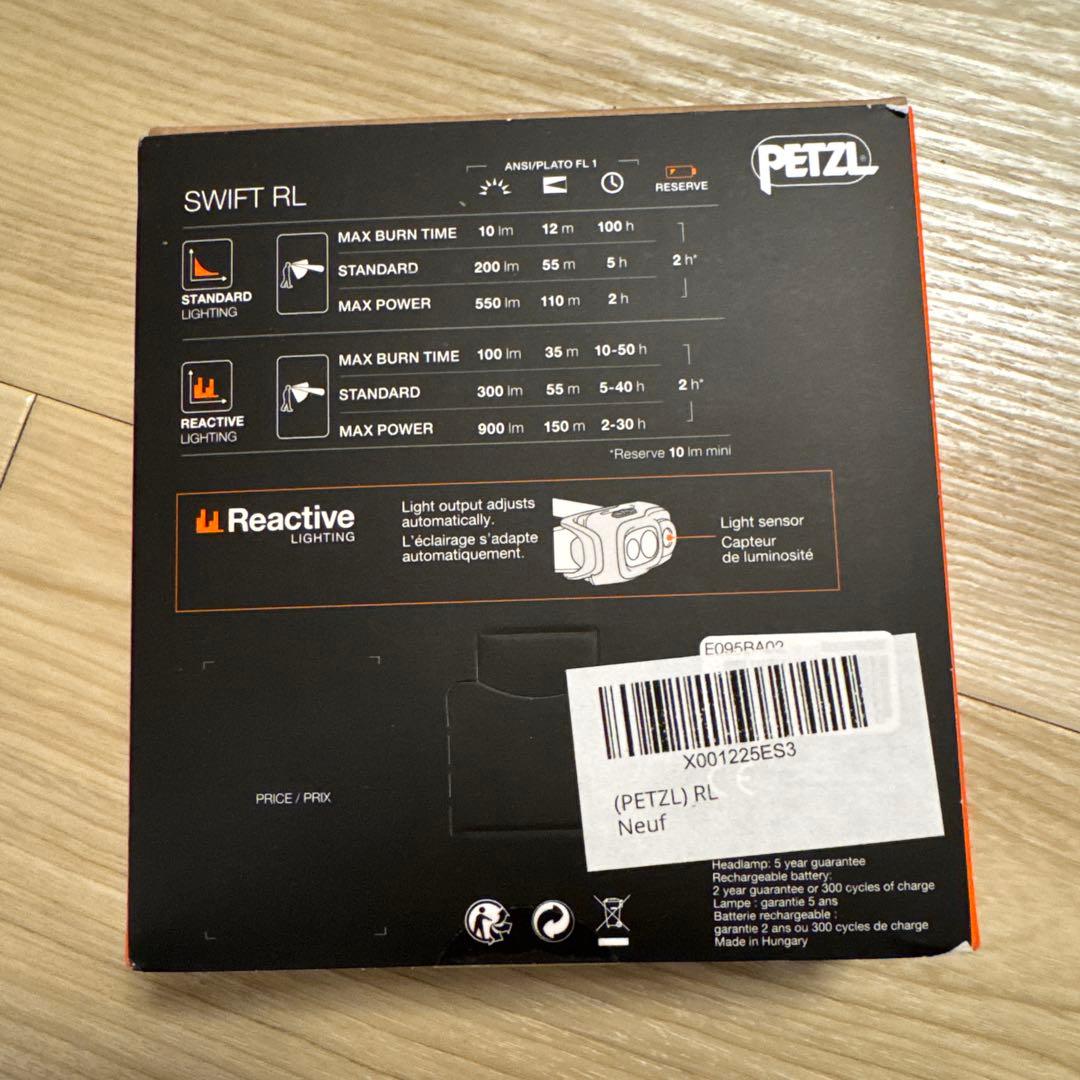 PETZL
ANSI/PLATO FL 1
RESERVE
SWIFT RL
STANDARD LIGHTING
MAX BURN TIME 10 lm 12 m 100 h
STANDARD 200 lm 55 m 5 h 2 h*
MAX POWER 550 lm 110 m 2 h
REACTIVE LIGHTING
MAX BURN TIME 100 lm 35 m 10-50 h
STANDARD 300 lm 55 m 5-40 h 2 h*
MAX POWER 900 lm 150 m 2-30 h
*Reserve 10 lm mini
Reactive
LIGHTING
Light output adjusts
automatically.
L'éclairage s'adapte
automatiquement.
Light sensor
Capteur
de luminosité
PRICE / PRIX
E095BA02
X001225ES3
(PETZL) RL
Neuf
Headlamp: 5 year guarantee
Rechargeable battery:
2 year guarantee or 300 cycles of charge
Lampe : garantie 5 ans
Batterie rechargeable :
garantie 2 ans ou 300 cycles de charge
Made in Hungary